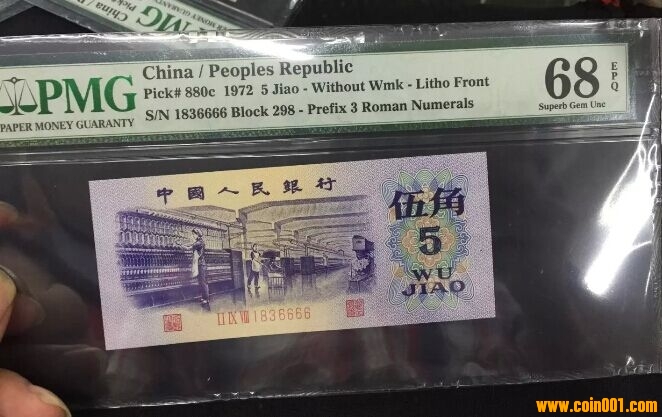 China / P
PMG
PMG
PAPER MONEY GUARANTY
China / Peoples Republic
Pick# 880c 1972 5 Jiao - Without Wmk - Litho Front
S/N 1836666 Block 298 - Prefix 3 Roman Numerals
68 EPQ
Superb Gem Unc
中國人民銀行
伍角
5
WU
JIAO
II IX VIII 1836666
www.coin001.com